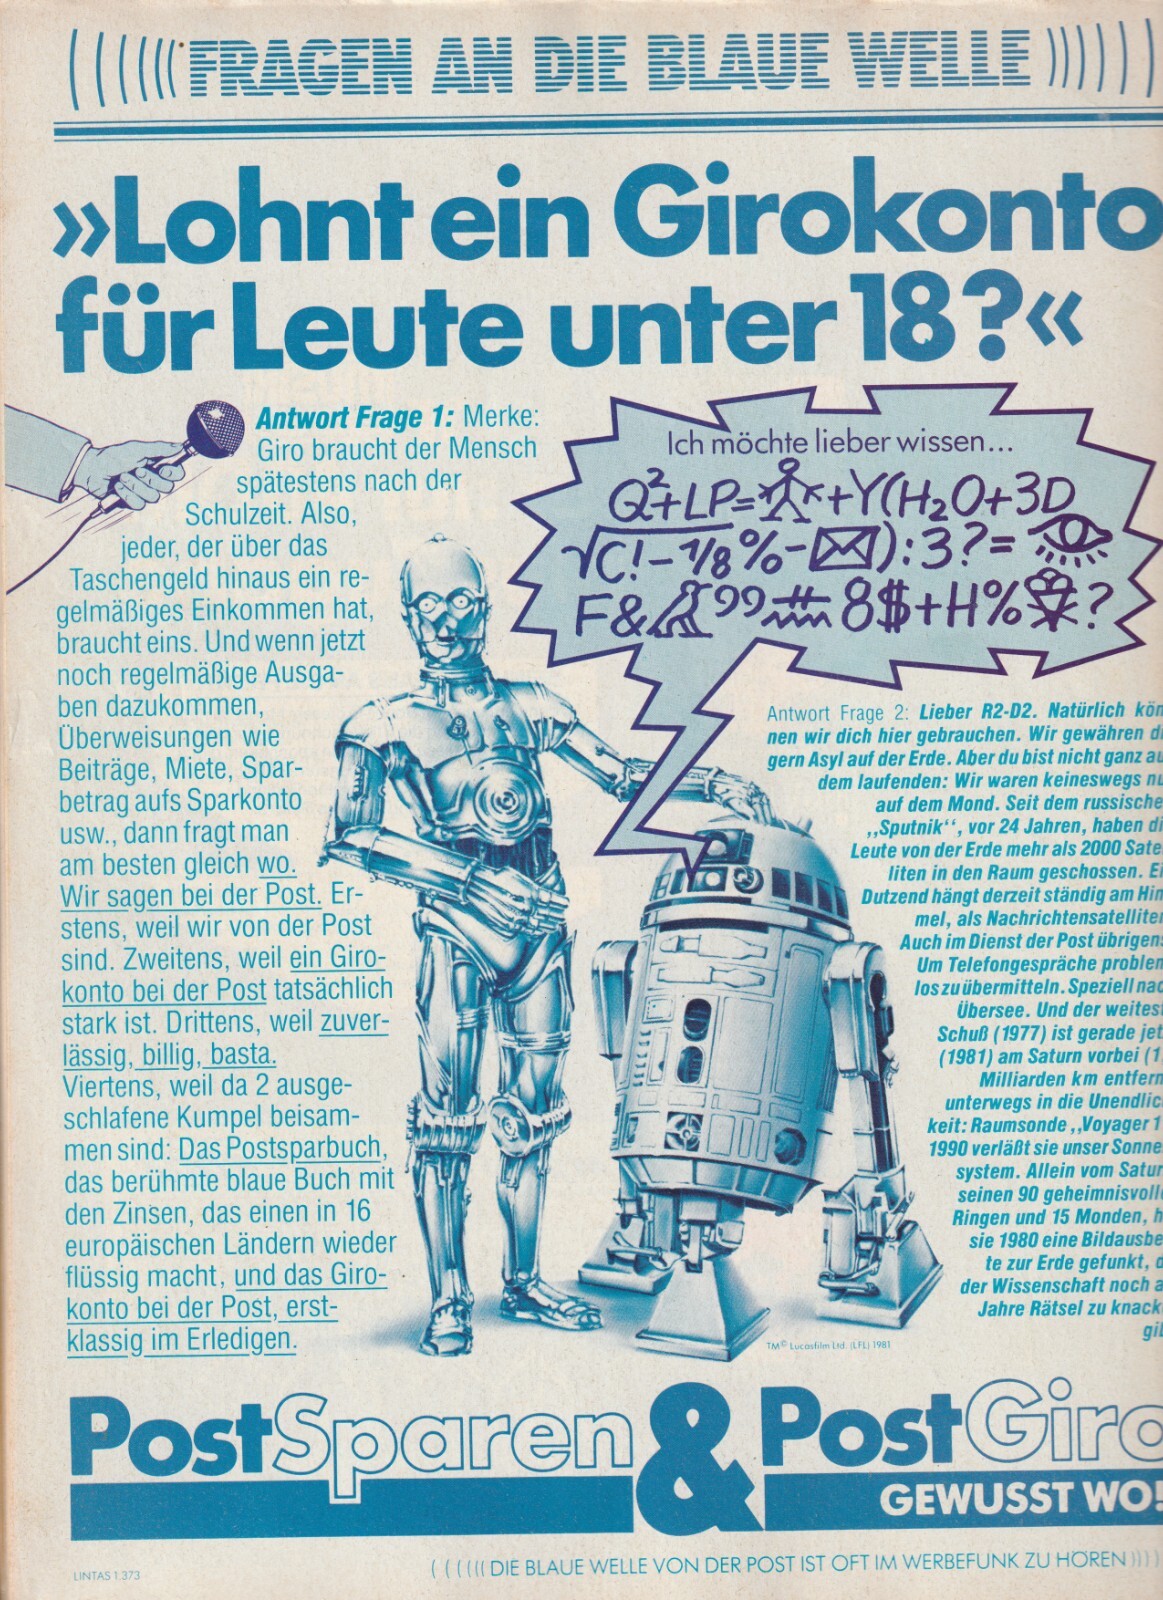 FRAGEN AN DIE BLAUE WELLE
»Lohnt ein Girokonto
für Leute unter 18?«
Antwort Frage 1: Merke:
Giro braucht der Mensch
spätestens nach der
Schulzeit. Also,
jeder, der über das
Taschengeld hinaus ein re-
gelmäßiges Einkommen hat,
braucht eins. Und wenn jetzt
noch regelmäßige Ausga-
ben dazukommen,
Überweisungen wie
Beiträge, Miete, Spar-
betrag aufs Sparkonto
usw., dann fragt man
am besten gleich wo.
Wir sagen bei der Post. Er-
stens, weil wir von der Post
sind. Zweitens, weil ein Giro-
konto bei der Post tatsächlich
stark ist. Drittens, weil zuver-
lässig, billig, basta.
Viertens, weil da 2 ausge-
schlafene Kumpel beisam-
men sind: Das Postsparbuch,
das berühmte blaue Buch mit
den Zinsen, das einen in 16
europäischen Ländern wieder
flüssig macht, und das Giro-
konto bei der Post, erst-
klassig im Erledigen.
Ich möchte lieber wissen...
Q²+LP= +Y(H₂O+3D
√C!-1/8%- ):3?=
F& 99 8$+H% ?
Antwort Frage 2: Lieber R2-D2. Natürlich kön
nen wir dich hier gebrauchen. Wir gewähren
gern Asyl auf der Erde. Aber du bist nicht ganz
dem laufenden: Wir waren keineswegs
auf dem Mond. Seit dem russische
„Sputnik“, vor 24 Jahren, haben
Leute von der Erde mehr als 2000 Sate
liten in den Raum geschossen.
Dutzend hängt derzeit ständig am Him
mel, als Nachrichtensatellite
Auch im Dienst der Post übrigen
Um Telefongespräche problem
los zu übermitteln. Speziell nac
Übersee. Und der weites
Schuß (1977) ist gerade jet
(1981) am Saturn vorbei (1
Milliarden km entfern
unterwegs in die Unendlic
keit: Raumsonde „Voyager 1
1990 verläßt sie unser Sonne
system. Allein vom Satur
seinen 90 geheimnisvoll
Ringen und 15 Monden, h
sie 1980 eine Bildausbe
te zur Erde gefunkt, d
der Wissenschaft noch a
Jahre Rätsel zu knack
gi
TM © Lucasfilm Ltd. (LFL) 1981
PostSparen & PostGiro
GEWUSST WO!
LINTAS 1.373
((((((DIE BLAUE WELLE VON DER POST IST OFT IM WERBEFUNK ZU HÖREN))))